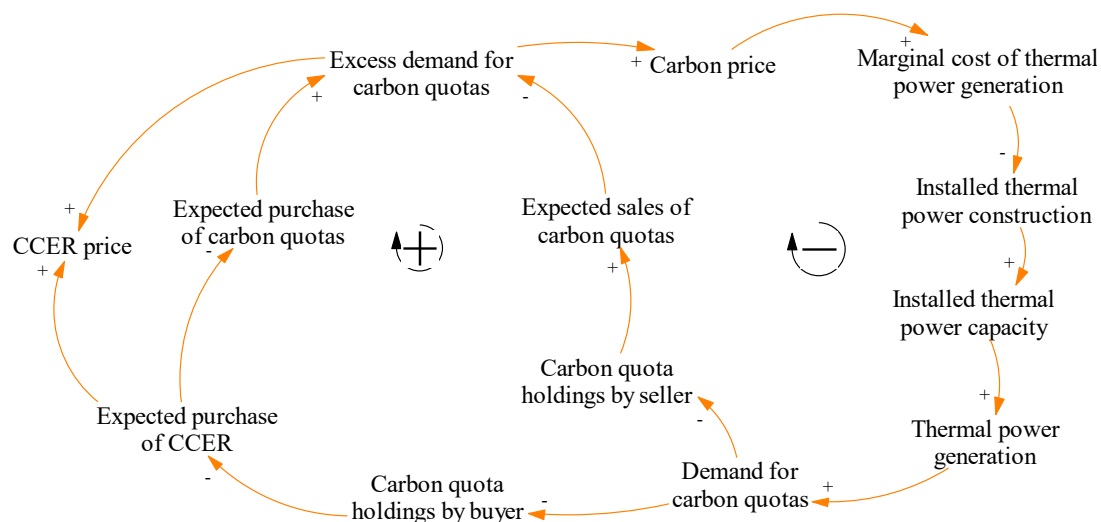 Excess demand for
carbon quotas
+
Carbon price
+
Marginal cost of thermal
power generation
+
-
-
Installed thermal
power construction
+
CCER price
+
Expected purchase
of carbon quotas
-
Expected sales of
carbon quotas
+
+
Installed thermal
power capacity
+
Carbon quota
holdings by seller
-
Expected purchase
of CCER
-
Thermal power
generation
Carbon quota
holdings by buyer
-
Demand for
carbon quotas
+